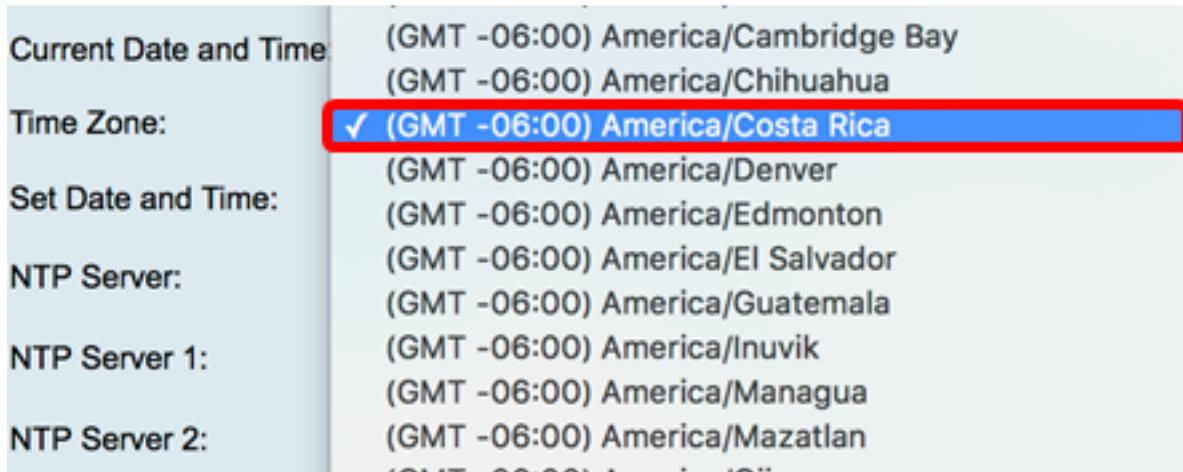 Current Date and Time:
Time Zone:
Set Date and Time:
NTP Server:
NTP Server 1:
NTP Server 2:
(GMT -06:00) America/Cambridge Bay
(GMT -06:00) America/Chihuahua
✓ (GMT -06:00) America/Costa Rica
(GMT -06:00) America/Denver
(GMT -06:00) America/Edmonton
(GMT -06:00) America/El Salvador
(GMT -06:00) America/Guatemala
(GMT -06:00) America/Inuvik
(GMT -06:00) America/Managua
(GMT -06:00) America/Mazatlan